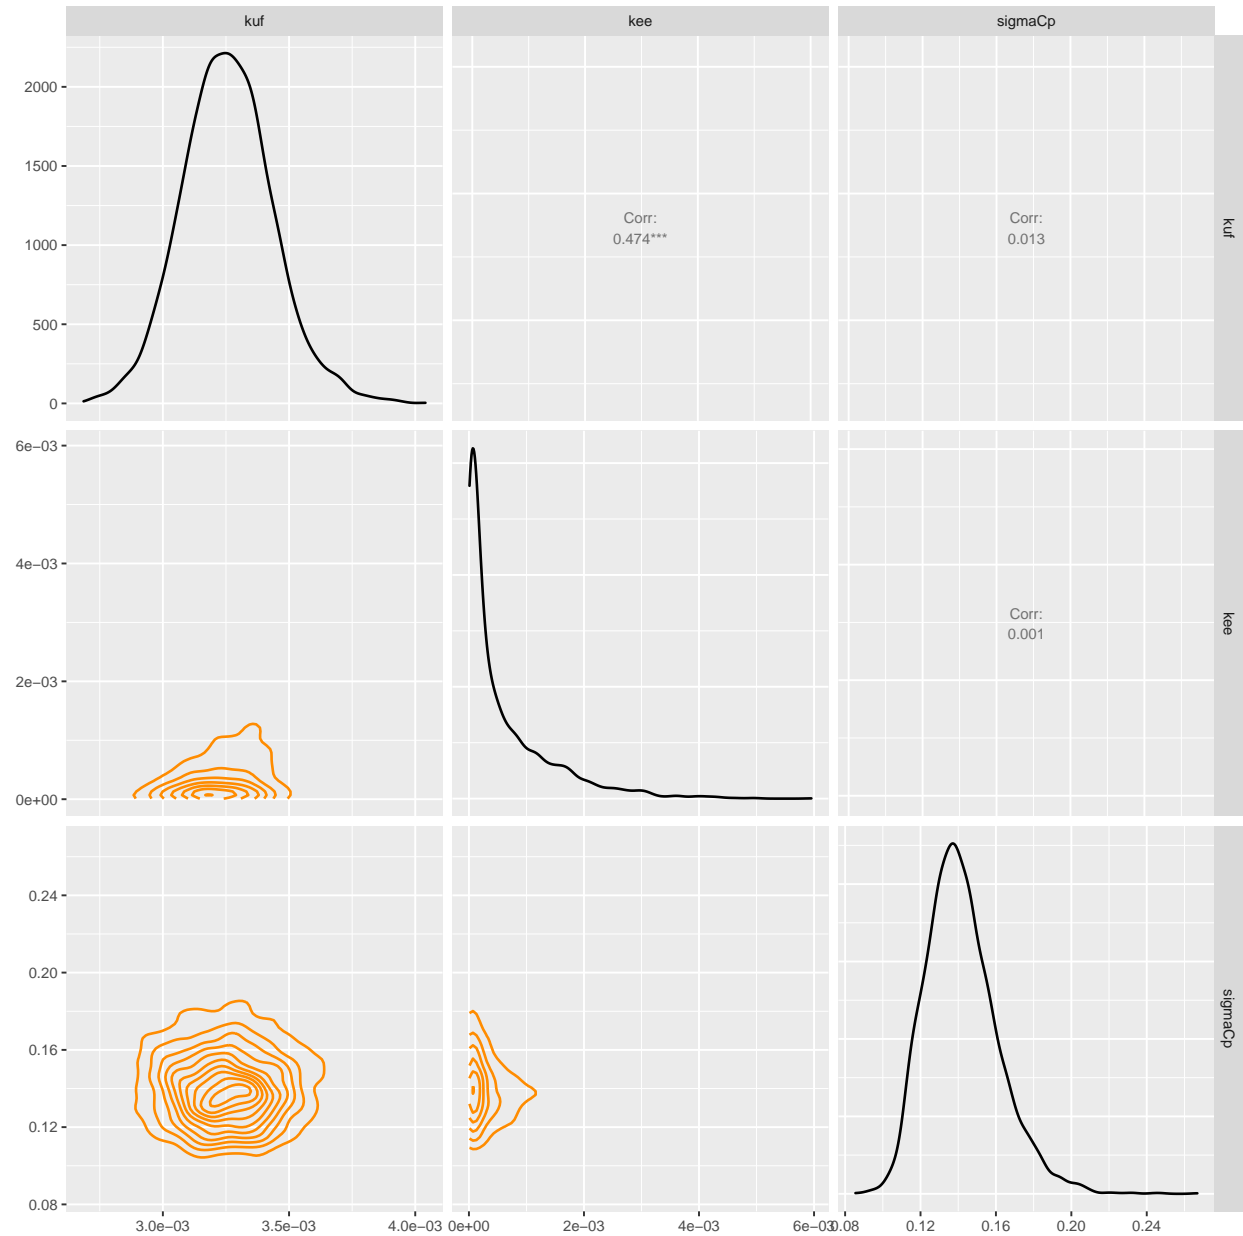 kuf kee sigmaCp
2000
1500
1000
500
0
Corr:
0.474***
Corr:
0.013
kuf
6e−03
4e−03
2e−03
0e+00
Corr:
0.001
kee
0.24
0.20
0.16
0.12
0.08
sigmaCp
3.0e−03 3.5e−03 4.0e−03 0e+00 2e−03 4e−03 6e−03 0.08 0.12 0.16 0.20 0.24